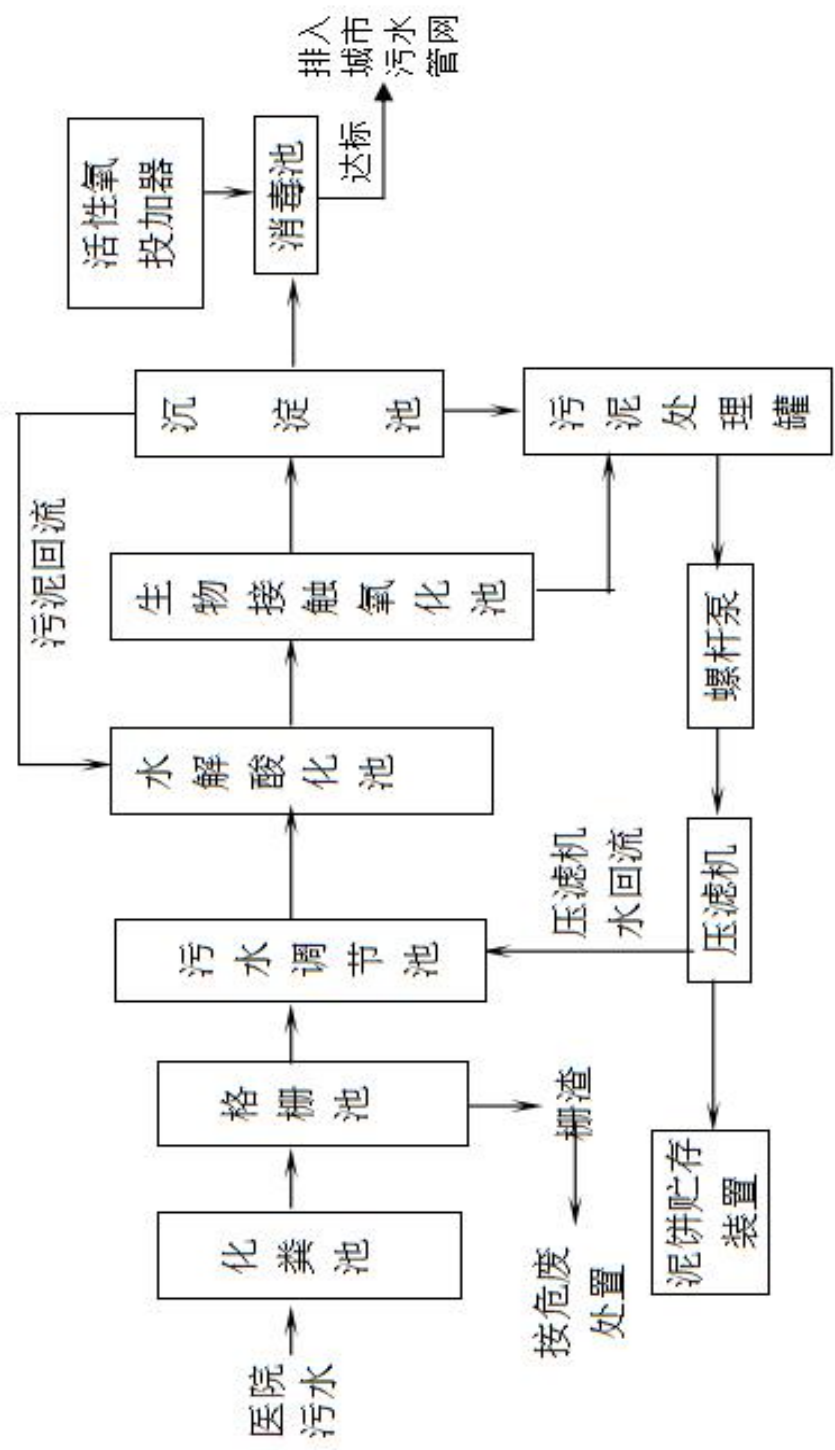 医院
污水
化粪池
格栅池
栅渣
按危废
处置
污水调节池
压滤机
水回流
水解酸化池
污泥回流
生物接触氧化池
沉淀池
活性氧
投加器
消毒池
达标
排入
城市
污水
管网
污泥处理罐
螺杆泵
压滤机
泥饼贮存
装置